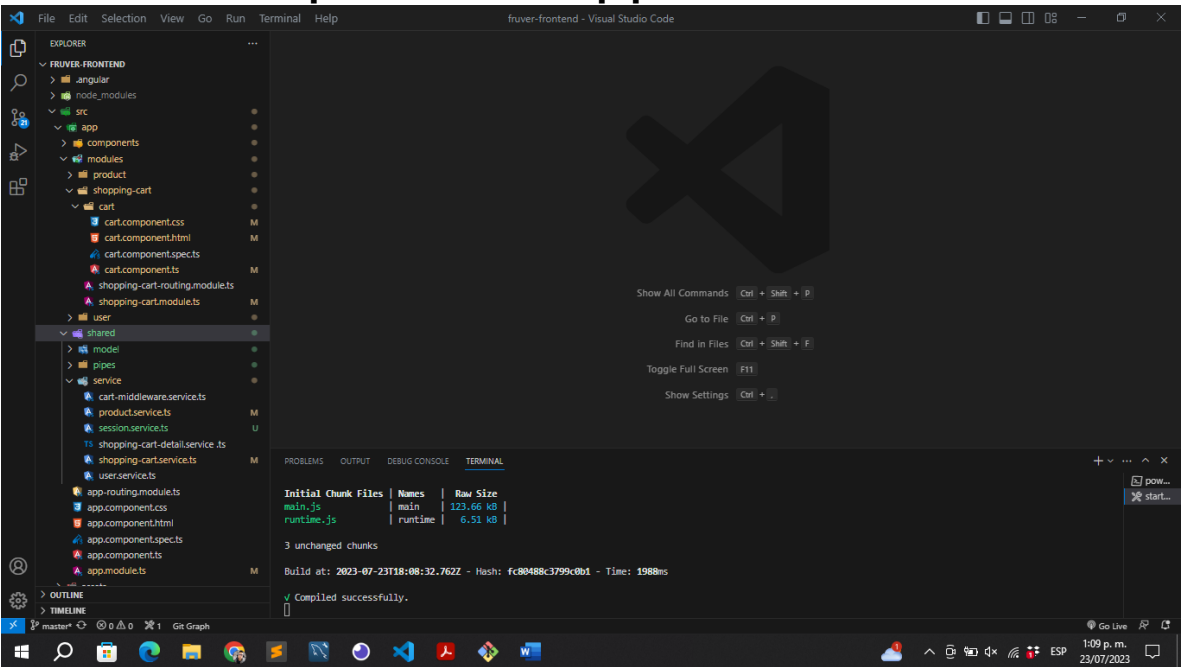 File Edit Selection View Go Run Terminal Help fruver-frontend - Visual Studio Code
EXPLORER
FRUVER-FRONTEND
.angular
node_modules
src
app
components
modules
product
shopping-cart
cart
cart.component.css M
cart.component.html M
cart.component.spec.ts
cart.component.ts M
shopping-cart-routing.module.ts
shopping-cart.module.ts M
user
shared
model
pipes
service
cart-middleware.service.ts
product.service.ts M
session.service.ts U
TS shopping-cart-detail.service .ts
shopping-cart.service.ts M
user.service.ts
app-routing.module.ts
app.component.css
app.component.html
app.component.spec.ts
app.component.ts
app.module.ts M
OUTLINE
TIMELINE
21
Show All Commands Ctrl + Shift + P
Go to File Ctrl + P
Find in Files Ctrl + Shift + F
Toggle Full Screen F11
Show Settings Ctrl + ,
PROBLEMS OUTPUT DEBUG CONSOLE TERMINAL
pow...
start...
Initial Chunk Files | Names | Raw Size
main.js | main | 123.66 kB |
runtime.js | runtime | 6.51 kB |
3 unchanged chunks
Build at: 2023-07-23T18:08:32.762Z - Hash: fc80488c3799c0b1 - Time: 1988ms
√ Compiled successfully.
master* 0 0 1 Git Graph Go Live
ESP 1:09 p. m.
23/07/2023